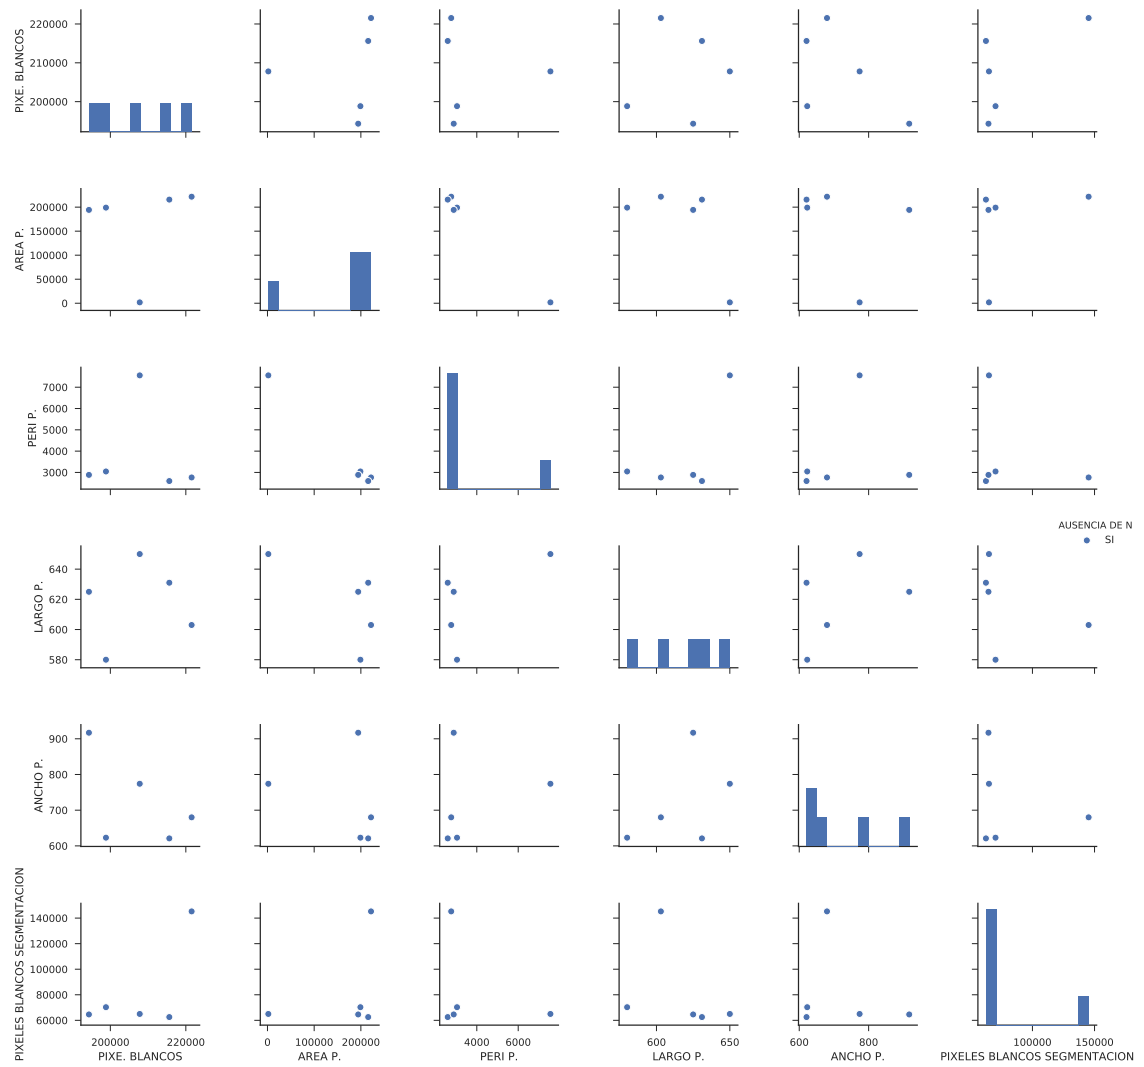 220000
210000
200000
PIXE. BLANCOS
200000
150000
100000
50000
0
AREA P.
7000
6000
5000
4000
3000
PERI P.
AUSENCIA DE N
SI
640
620
600
580
LARGO P.
900
800
700
600
ANCHO P.
140000
120000
100000
80000
60000
PIXELES BLANCOS SEGMENTACION
200000 220000 0 100000 200000 4000 6000 600 650 600 800 100000 150000
PIXE. BLANCOS AREA P. PERI P. LARGO P. ANCHO P. PIXELES BLANCOS SEGMENTACION